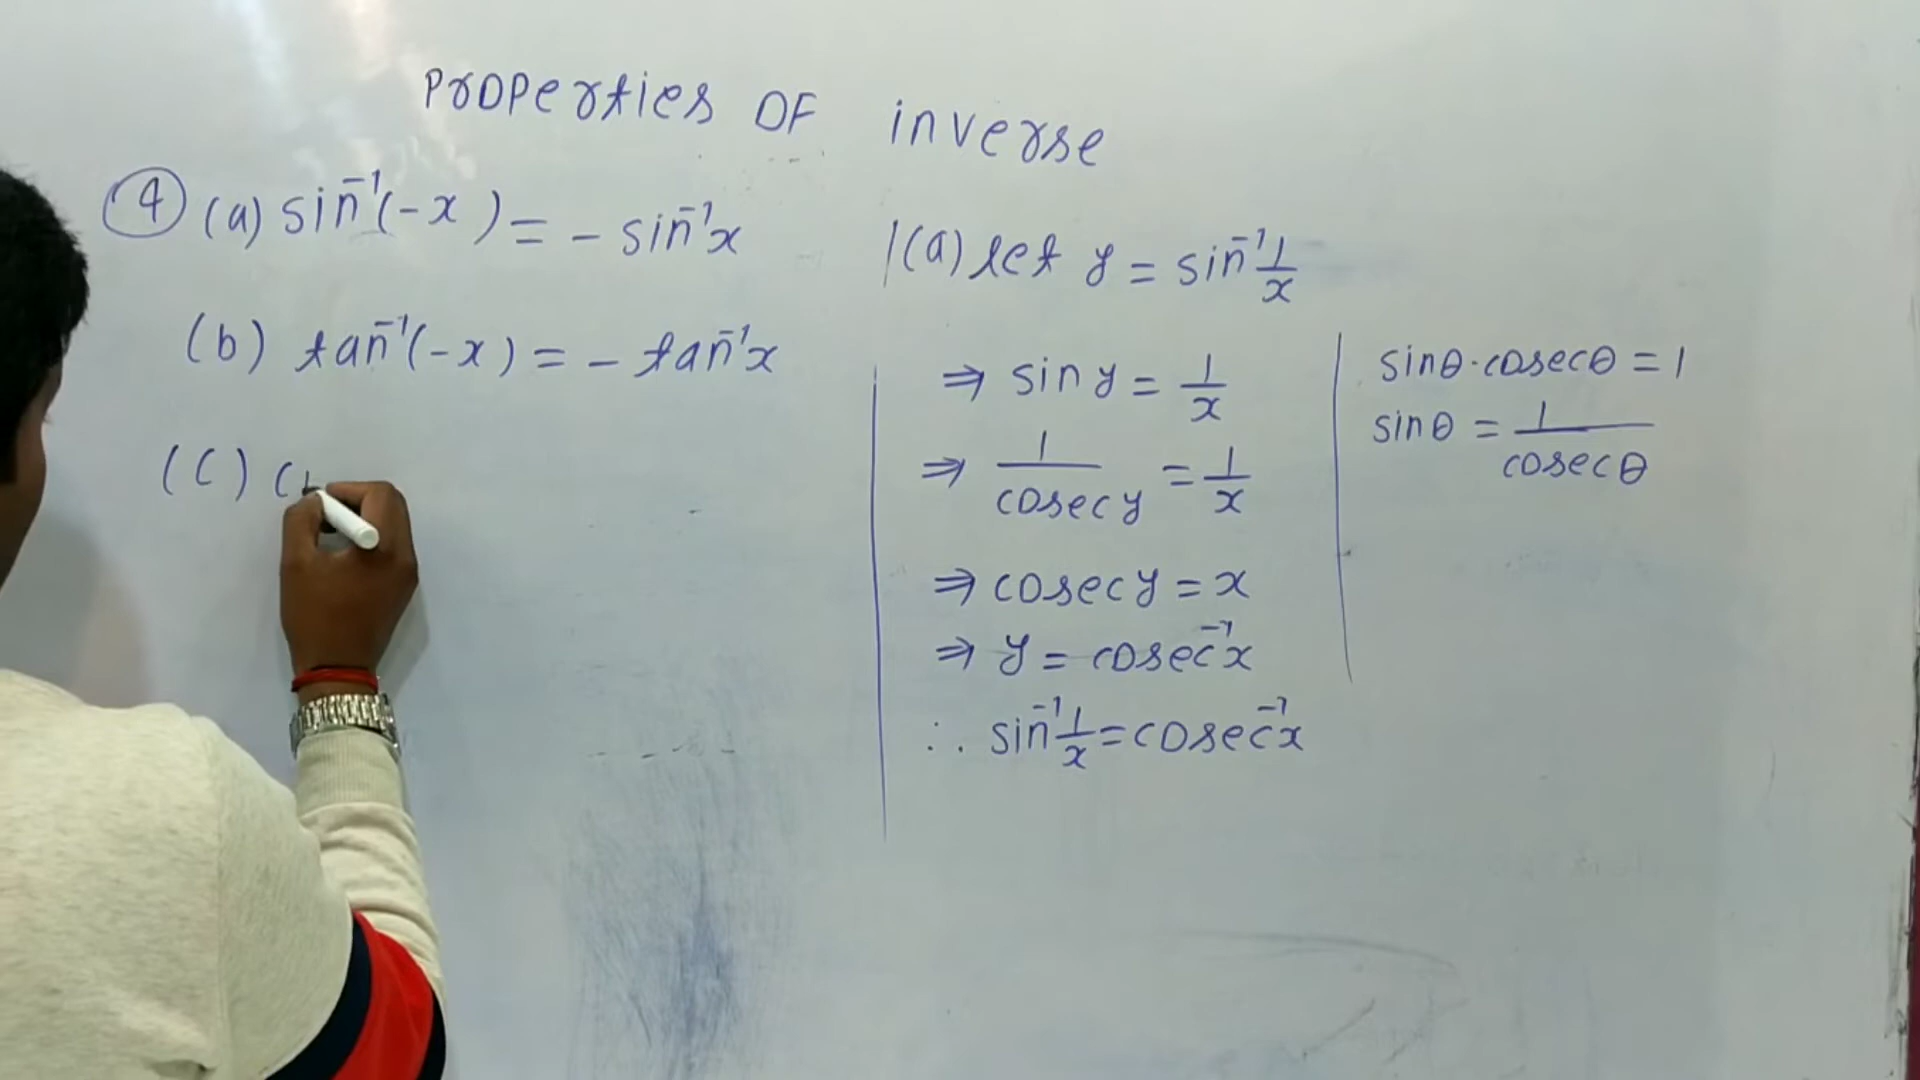 Properties OF inverse
④ (a) sin⁻¹(-x) = - sin⁻¹x
(b) tan⁻¹(-x) = - tan⁻¹x
(C)
1(a) let y = sin⁻¹ 1/x
⇒ sin y = 1/x
⇒ 1/cosec y = 1/x
⇒ cosec y = x
⇒ y = cosec⁻¹x
∴ sin⁻¹ 1/x = cosec⁻¹x
sinθ·cosecθ = 1
sinθ = 1/cosecθ